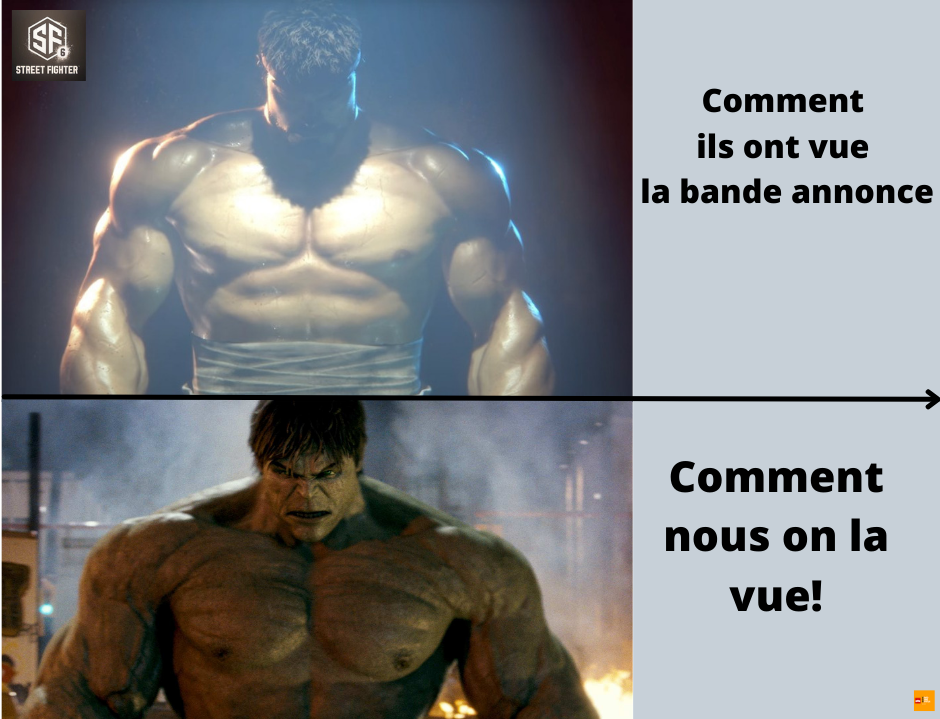 SF
6
STREET FIGHTER
Comment
ils ont vue
la bande annonce
Comment
nous on la
vue!